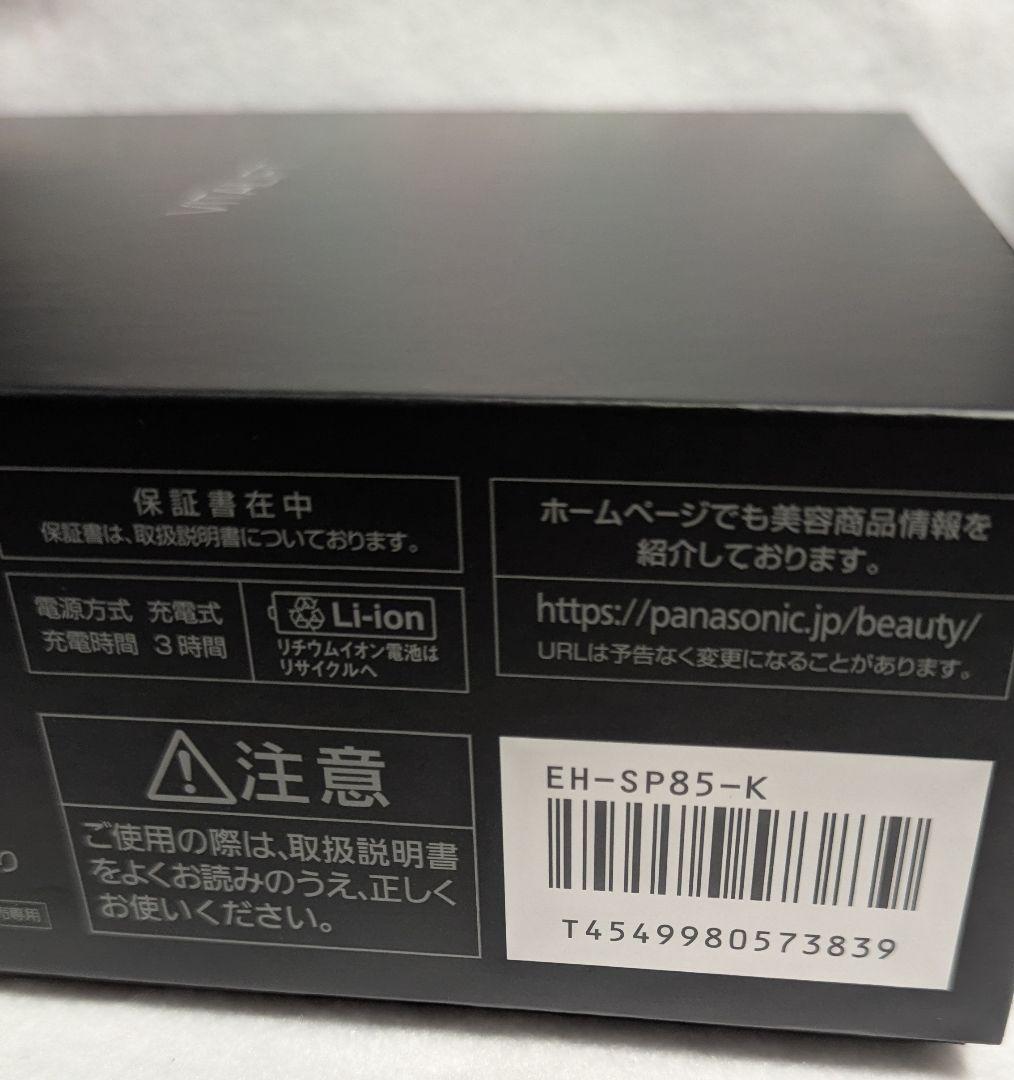 VITALS
保証書在中
保証書は、取扱説明書についております。
電源方式 充電式
充電時間 3時間
Li-ion
リチウムイオン電池は
リサイクルへ
注意
ご使用の際は、取扱説明書
をよくお読みのうえ、正しく
お使いください。
ホームページでも美容商品情報を
紹介しております。
https://panasonic.jp/beauty/
URLは予告なく変更になることがあります。
EH-SP85-K
T4549980573839